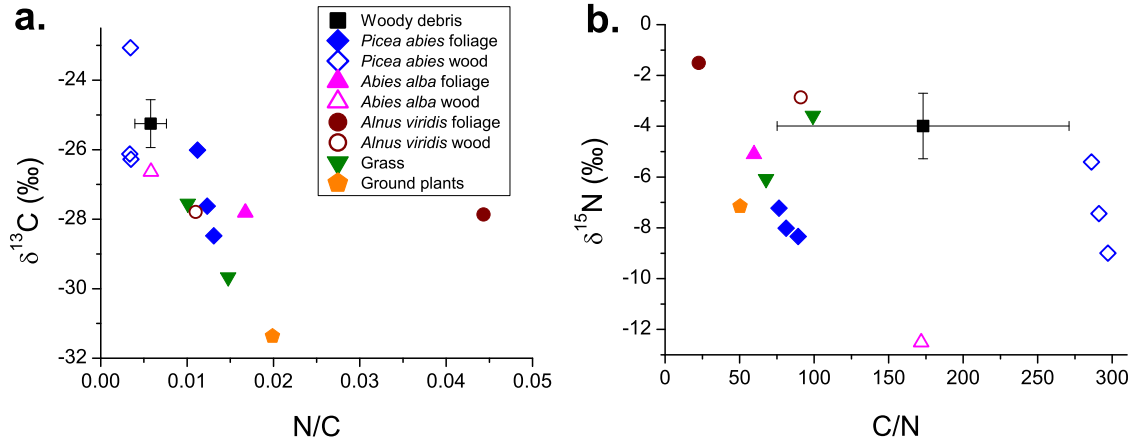 a.
Woody debris
Picea abies foliage
Picea abies wood
Abies alba foliage
Abies alba wood
Alnus viridis foliage
Alnus viridis wood
Grass
Ground plants
-24
-26
-28
-30
-32
δ¹³C (‰)
0.00 0.01 0.02 0.03 0.04 0.05
N/C
b.
0
-2
-4
-6
-8
-10
-12
δ¹⁵N (‰)
0 50 100 150 200 250 300
C/N